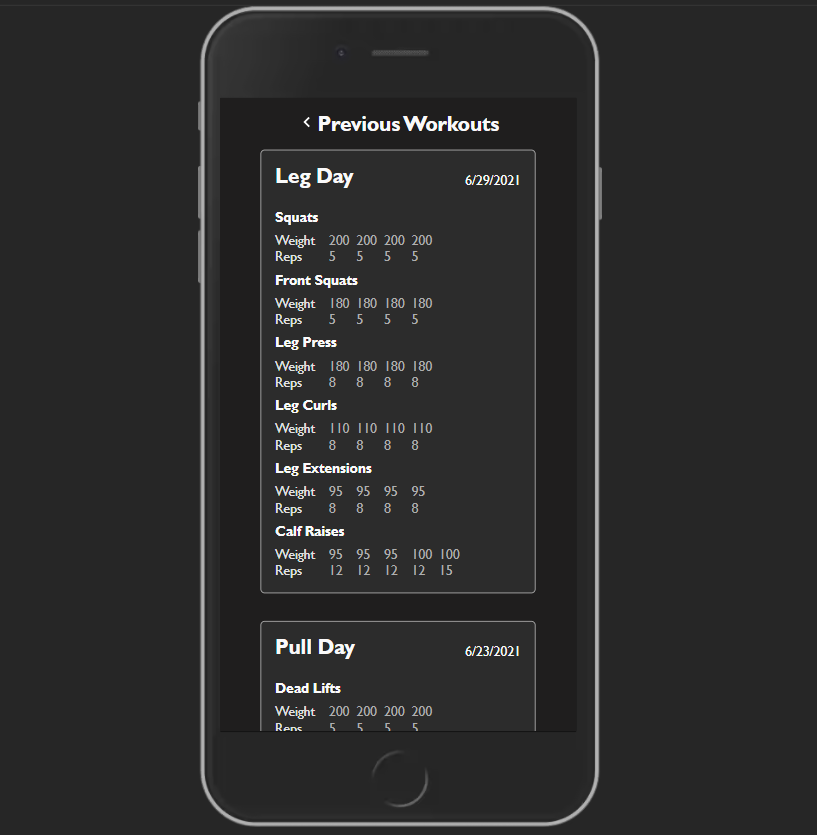 Previous Workouts
Leg Day 6/29/2021
Squats
Weight 200 200 200 200
Reps 5 5 5 5
Front Squats
Weight 180 180 180 180
Reps 5 5 5 5
Leg Press
Weight 180 180 180 180
Reps 8 8 8 8
Leg Curls
Weight 110 110 110 110
Reps 8 8 8 8
Leg Extensions
Weight 95 95 95 95
Reps 8 8 8 8
Calf Raises
Weight 95 95 95 100 100
Reps 12 12 12 12 15
Pull Day 6/23/2021
Dead Lifts
Weight 200 200 200 200
Reps 5 5 5 5